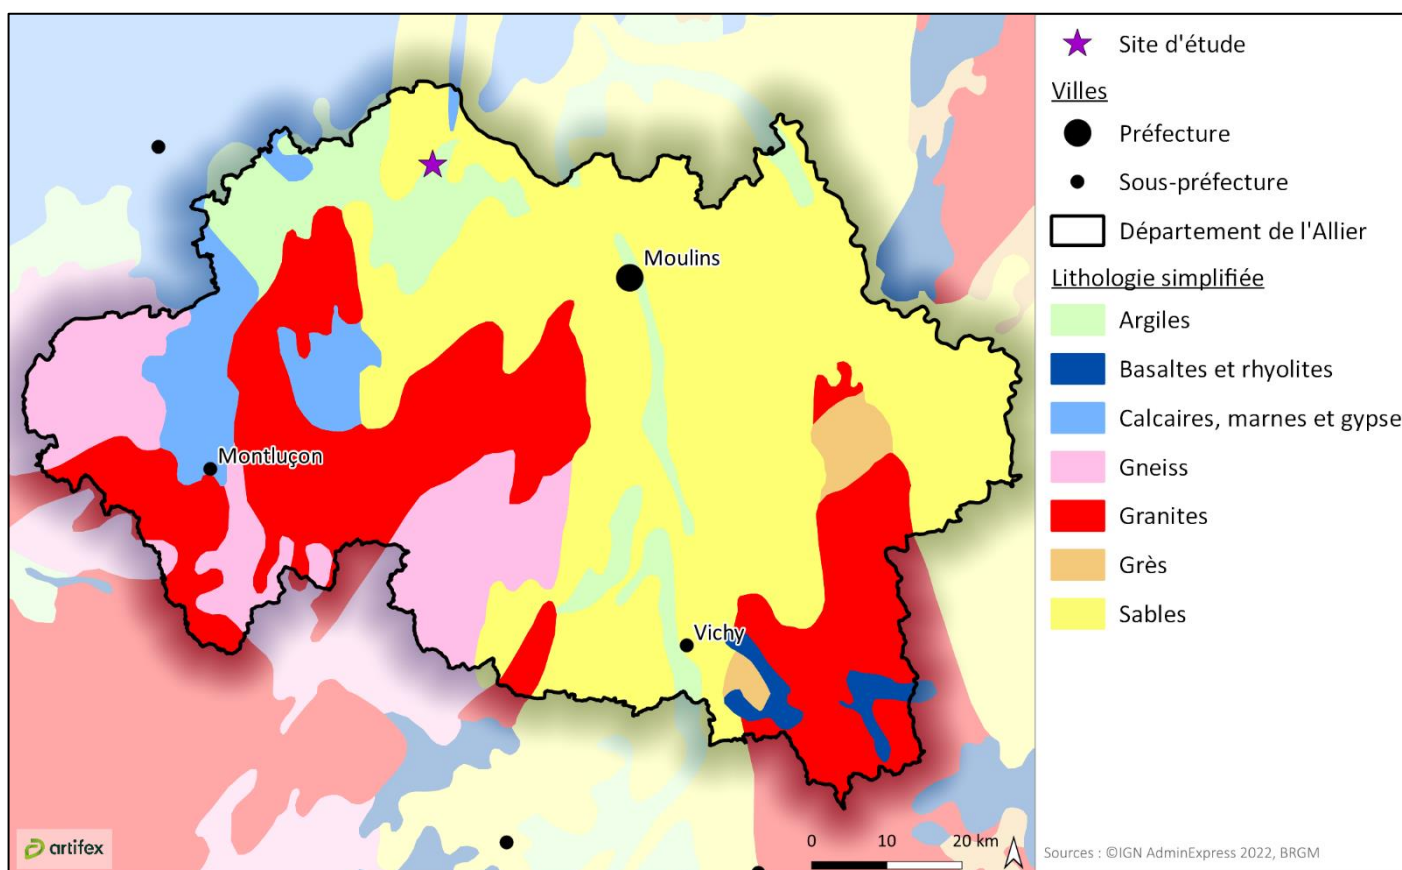 Site d'étude
Villes
Préfecture
Sous-préfecture
Département de l'Allier
Lithologie simplifiée
Argiles
Basaltes et rhyolites
Calcaires, marnes et gypse
Gneiss
Granites
Grès
Sables
Moulins
Montluçon
Vichy
artifex
0 10 20 km
Sources : ©IGN AdminExpress 2022, BRGM